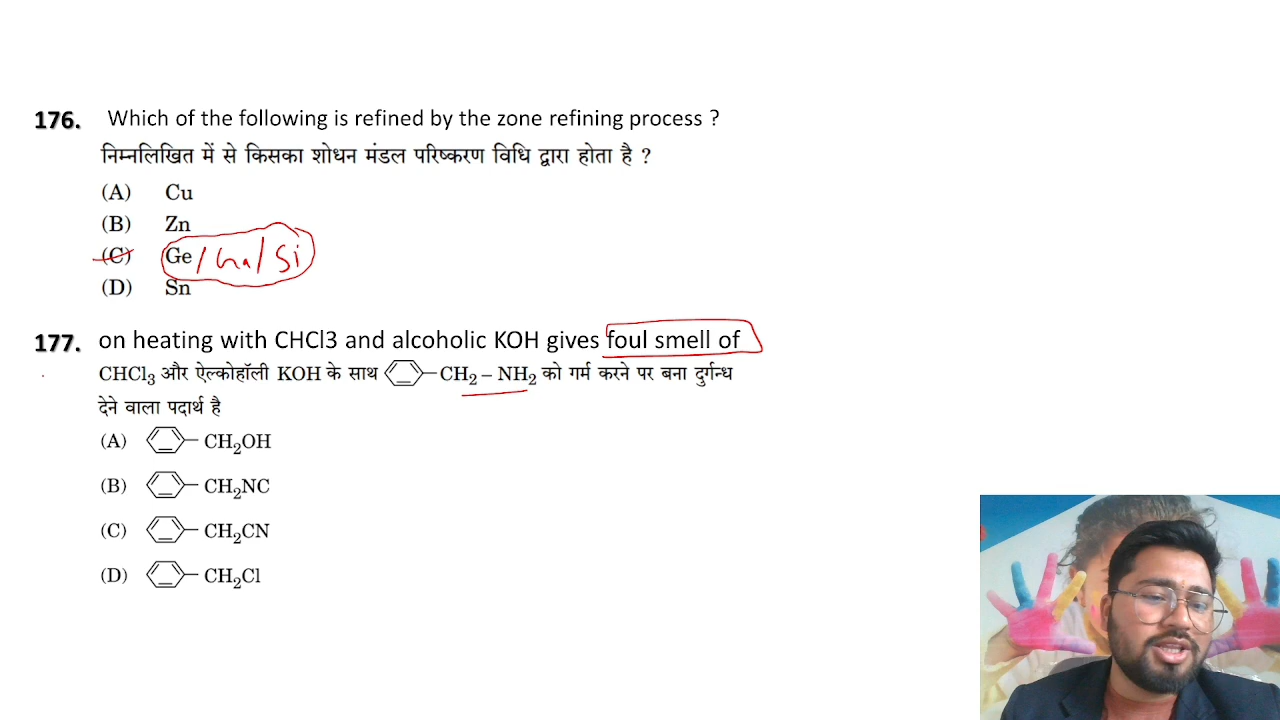 176. Which of the following is refined by the zone refining process ?
निम्नलिखित में से किसका शोधन मंडल परिष्करण विधि द्वारा होता है ?
(A) Cu
(B) Zn
(C) Ge / Ga / Si
(D) Sn
177. on heating with CHCl3 and alcoholic KOH gives foul smell of
CHCl₃ और ऐल्कोहॉली KOH के साथ –CH₂ – NH₂ को गर्म करने पर बना दुर्गन्ध
देने वाला पदार्थ है
(A) –CH₂OH
(B) –CH₂NC
(C) –CH₂CN
(D) –CH₂Cl